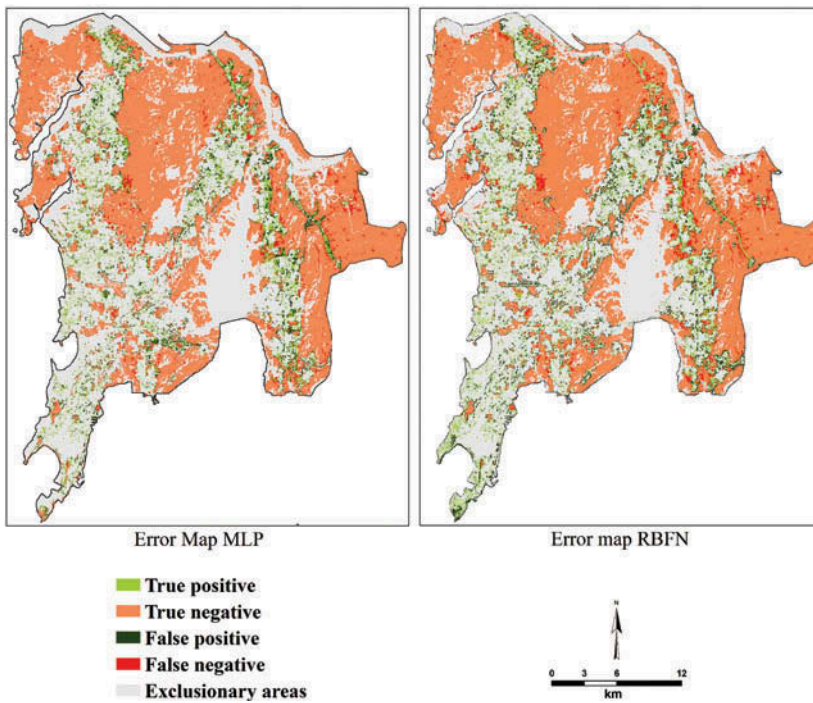 Error Map MLP
Error map RBFN
True positive
True negative
False positive
False negative
Exclusionary areas
N
0 3 6 12
km